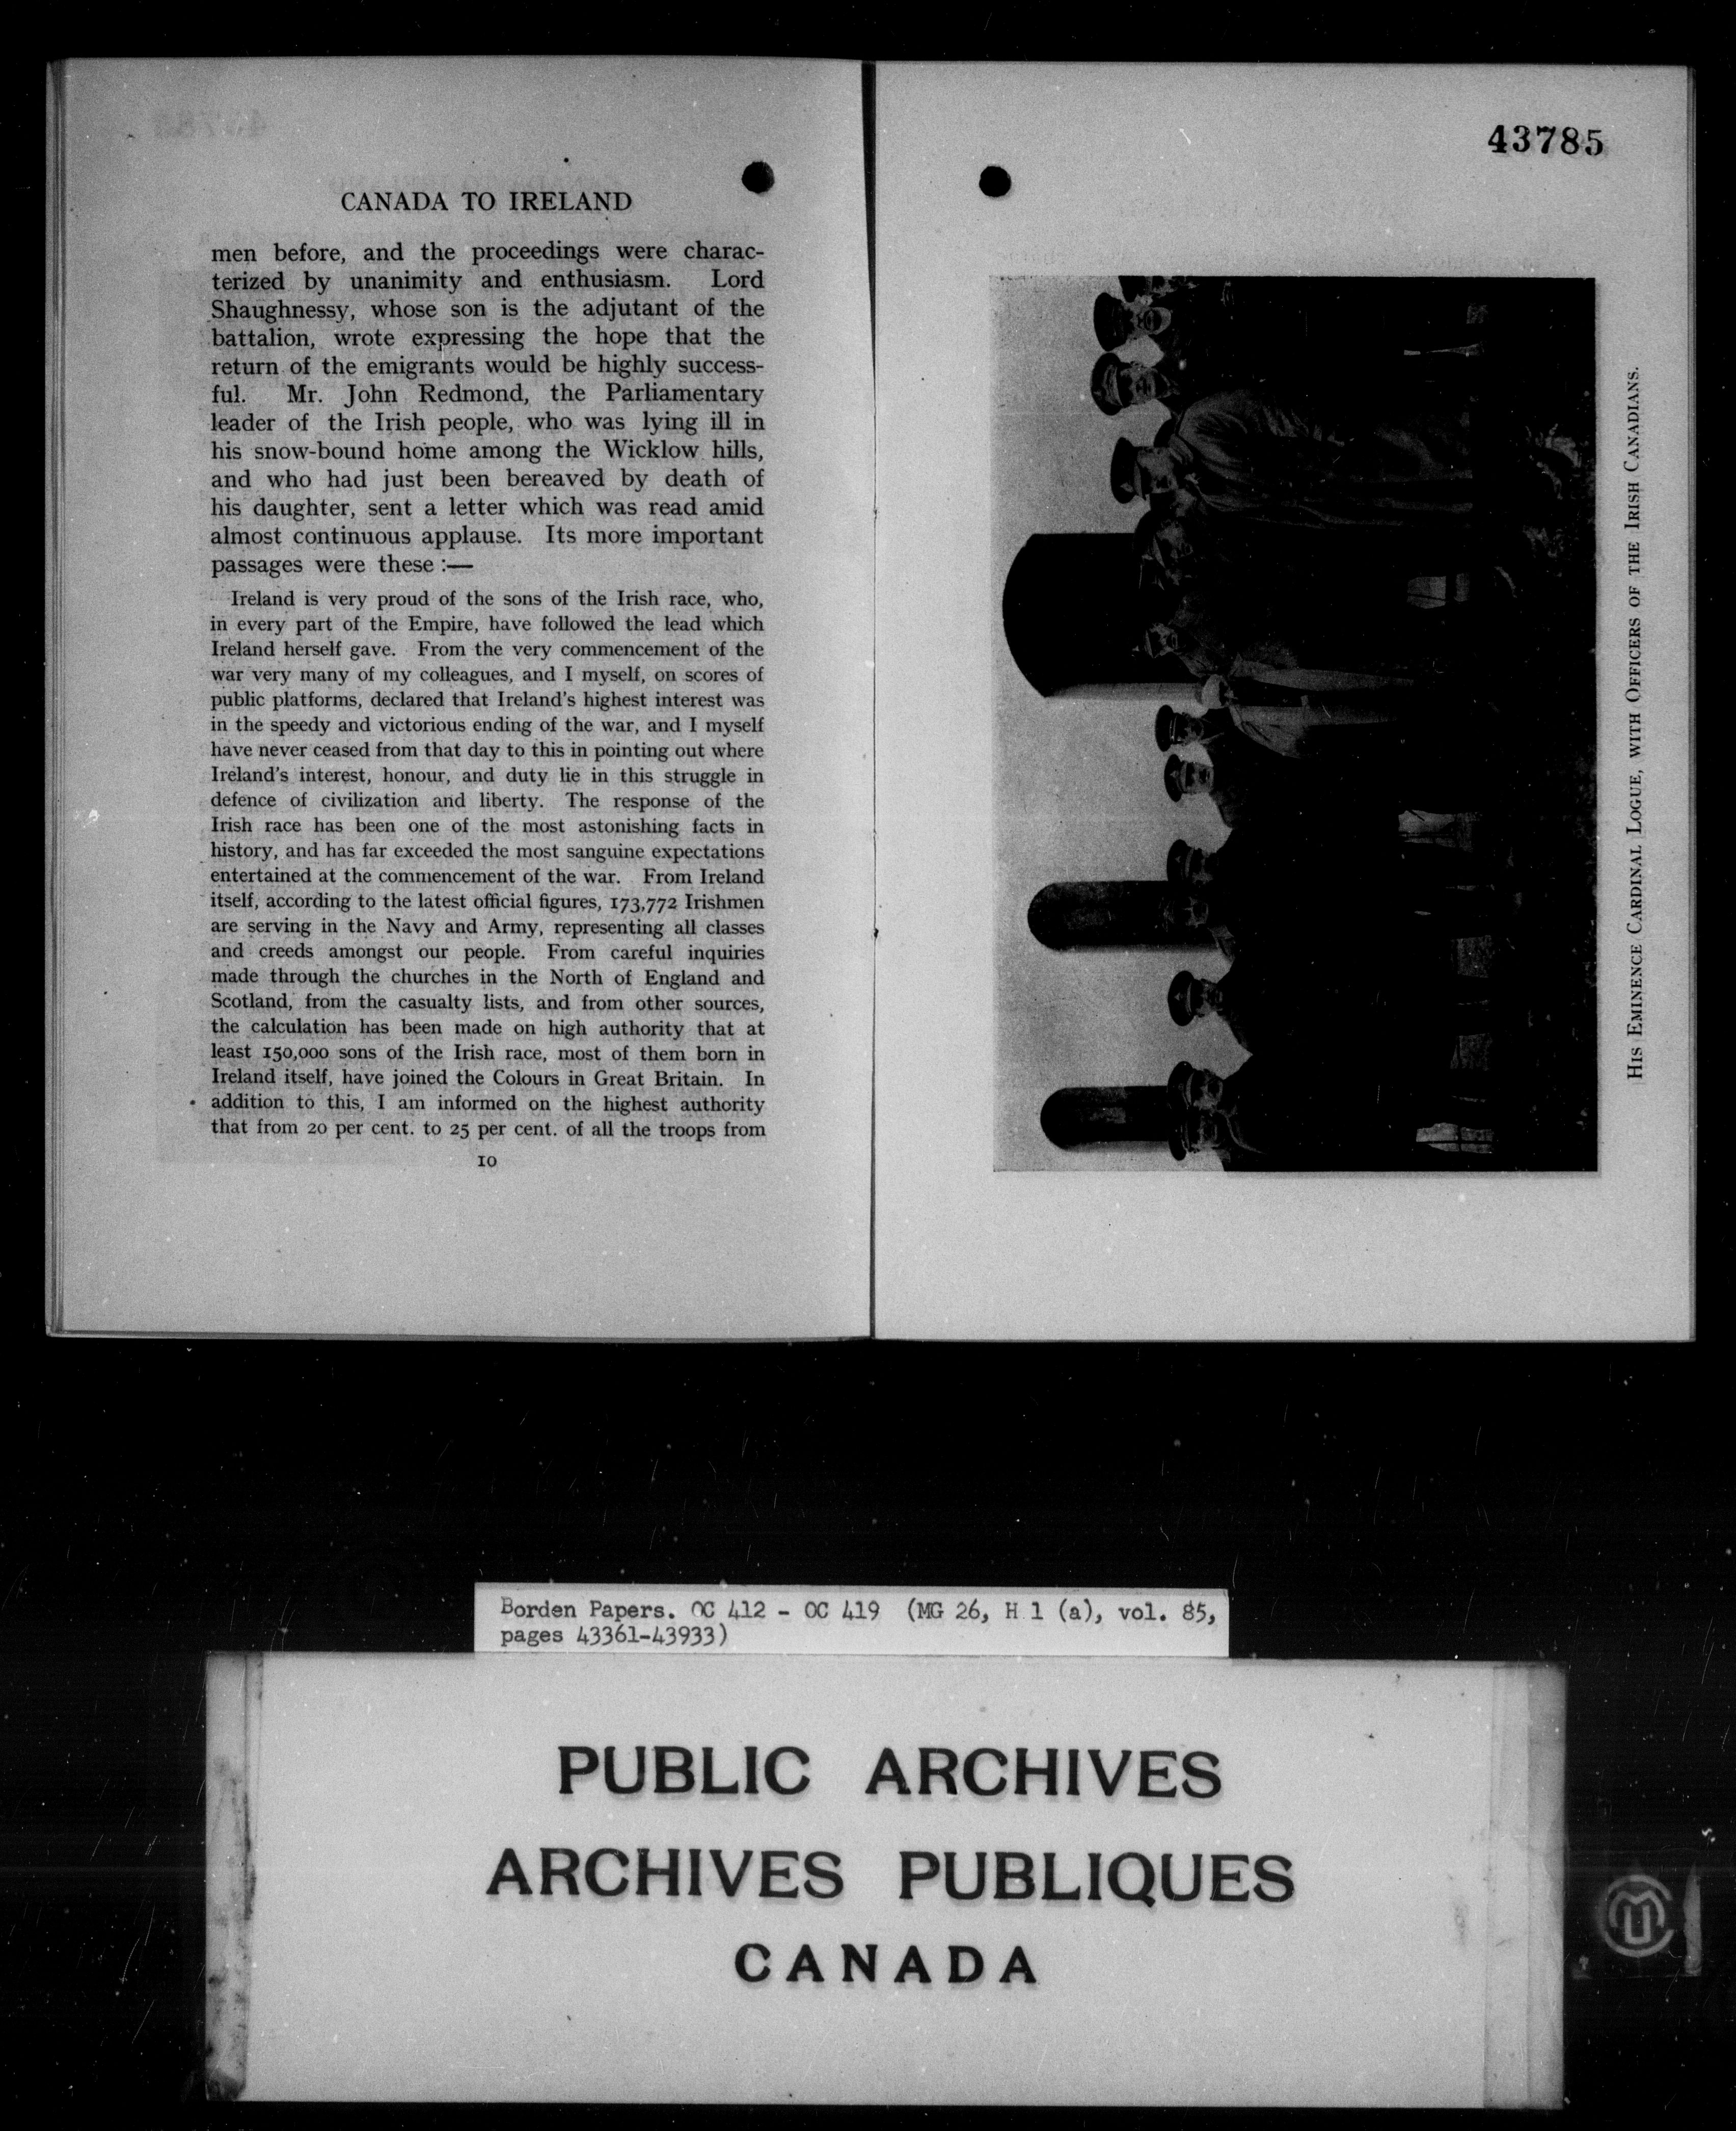 CANADA TO IRELAND
men before, and the proceedings were charac-
terized by unanimity and enthusiasm. Lord
Shaughnessy, whose son is the adjutant of the
battalion, wrote expressing the hope that the
return of the emigrants would be highly success-
ful. Mr. John Redmond, the Parliamentary
leader of the Irish people, who was lying ill in
his snow-bound home among the Wicklow hills,
and who had just been bereaved by death of
his daughter, sent a letter which was read amid
almost continuous applause. Its more important
passages were these :—
Ireland is very proud of the sons of the Irish race, who,
in every part of the Empire, have followed the lead which
Ireland herself gave. From the very commencement of the
war very many of my colleagues, and I myself, on scores of
public platforms, declared that Ireland's highest interest was
in the speedy and victorious ending of the war, and I myself
have never ceased from that day to this in pointing out where
Ireland's interest, honour, and duty lie in this struggle in
defence of civilization and liberty. The response of the
Irish race has been one of the most astonishing facts in
history, and has far exceeded the most sanguine expectations
entertained at the commencement of the war. From Ireland
itself, according to the latest official figures, 173,772 Irishmen
are serving in the Navy and Army, representing all classes
and creeds amongst our people. From careful inquiries
made through the churches in the North of England and
Scotland, from the casualty lists, and from other sources,
the calculation has been made on high authority that at
least 150,000 sons of the Irish race, most of them born in
Ireland itself, have joined the Colours in Great Britain. In
addition to this, I am informed on the highest authority
that from 20 per cent. to 25 per cent. of all the troops from
10
43785
HIS EMINENCE CARDINAL LOGUE, WITH OFFICERS OF THE IRISH CANADIANS.
Borden Papers. OC 412 - OC 419 (MG 26, H 1 (a), vol. 85,
pages 43361-43933)
PUBLIC ARCHIVES
ARCHIVES PUBLIQUES
CANADA